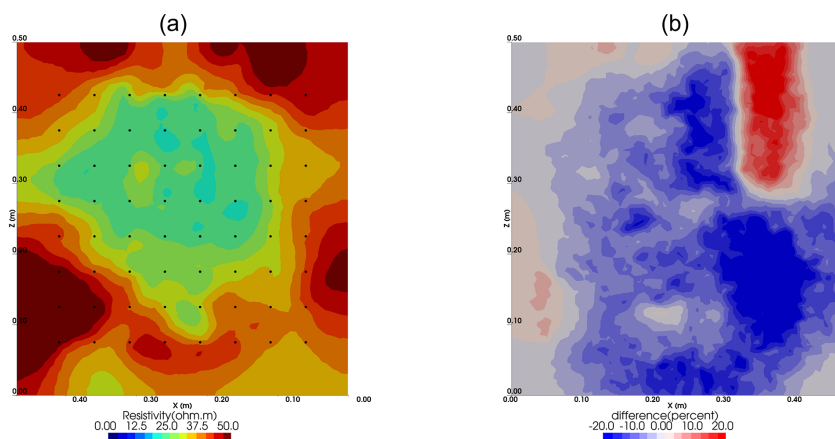 (a)
(b)
0.50
0.40
0.30
0.20
0.10
0.00
Z (m)
0.40 0.30 0.20 0.10 0.00
X (m)
Resistivity(ohm.m)
0.00 12.5 25.0 37.5 50.0
0.50
0.40
0.30
0.20
0.10
0.00
Z (m)
0.00 0.10 0.20 0.30 0.40
X (m)
difference(percent)
-20.0 -10.0 0.00 10.0 20.0